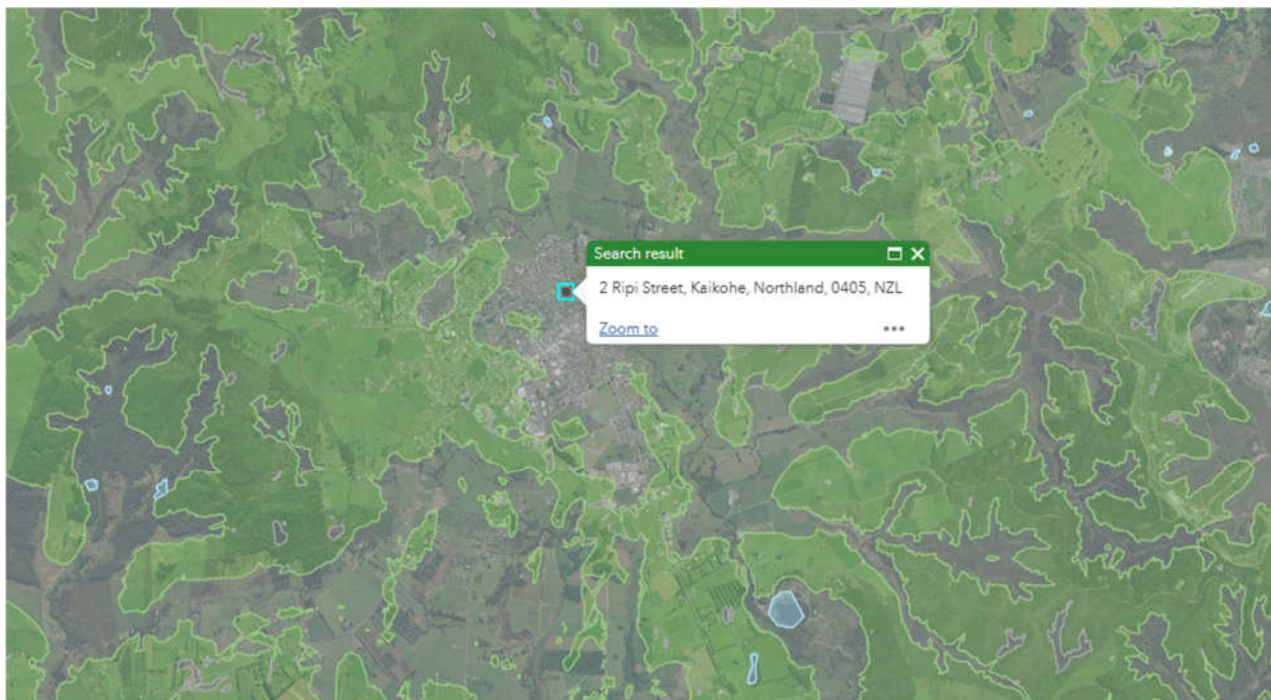 Search result
2 Ripi Street, Kaikohe, Northland, 0405, NZL
Zoom to